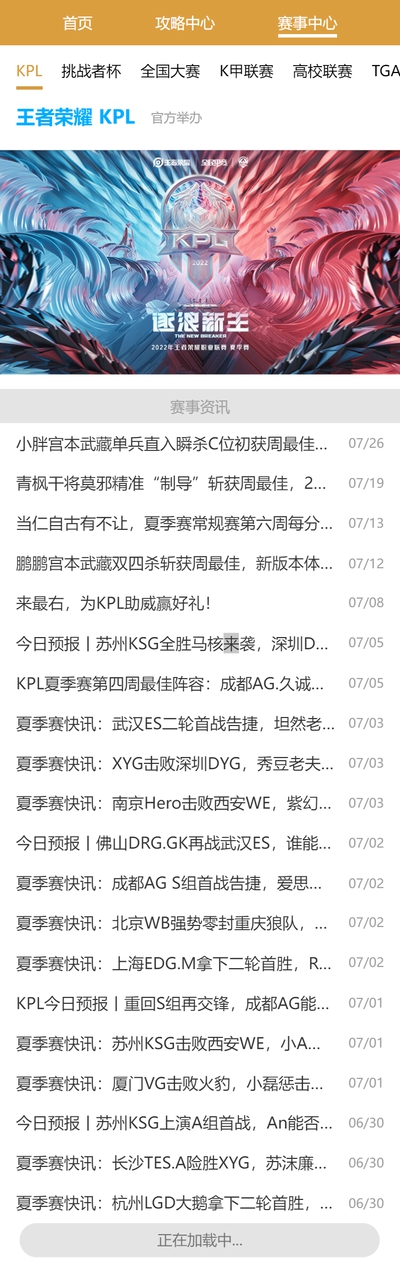 首页 攻略中心 赛事中心
KPL 挑战者杯 全国大赛 K甲联赛 高校联赛 TGA
王者荣耀 KPL 官方举办
王者荣耀
KPL
2022
逐浪新生
THE NEW BREAKER
2022年王者荣耀职业联赛 夏季赛
赛事资讯
小胖宫本武藏单兵直入瞬杀C位初获周最佳... 07/26
青枫干将莫邪精准“制导”斩获周最佳，2... 07/19
当仁自古有不让，夏季赛常规赛第六周每分... 07/13
鹏鹏宫本武藏双四杀斩获周最佳，新版本体... 07/12
来最右，为KPL助威赢好礼！ 07/08
今日预报丨苏州KSG全胜马核来袭，深圳D... 07/05
KPL夏季赛第四周最佳阵容：成都AG.久诚... 07/05
夏季赛快讯：武汉ES二轮首战告捷，坦然老... 07/03
夏季赛快讯：XYG击败深圳DYG，秀豆老夫... 07/03
夏季赛快讯：南京Hero击败西安WE，紫幻... 07/03
今日预报丨佛山DRG.GK再战武汉ES，谁能... 07/02
夏季赛快讯：成都AG S组首战告捷，爱思... 07/02
夏季赛快讯：北京WB强势零封重庆狼队，... 07/02
夏季赛快讯：上海EDG.M拿下二轮首胜，R... 07/02
KPL今日预报丨重回S组再交锋，成都AG能... 07/01
夏季赛快讯：苏州KSG击败西安WE，小A... 07/01
夏季赛快讯：厦门VG击败火豹，小磊惩击... 07/01
今日预报丨苏州KSG上演A组首战，An能否... 06/30
夏季赛快讯：长沙TES.A险胜XYG，苏沫廉... 06/30
夏季赛快讯：杭州LGD大鹅拿下二轮首胜，... 06/30
正在加载中...